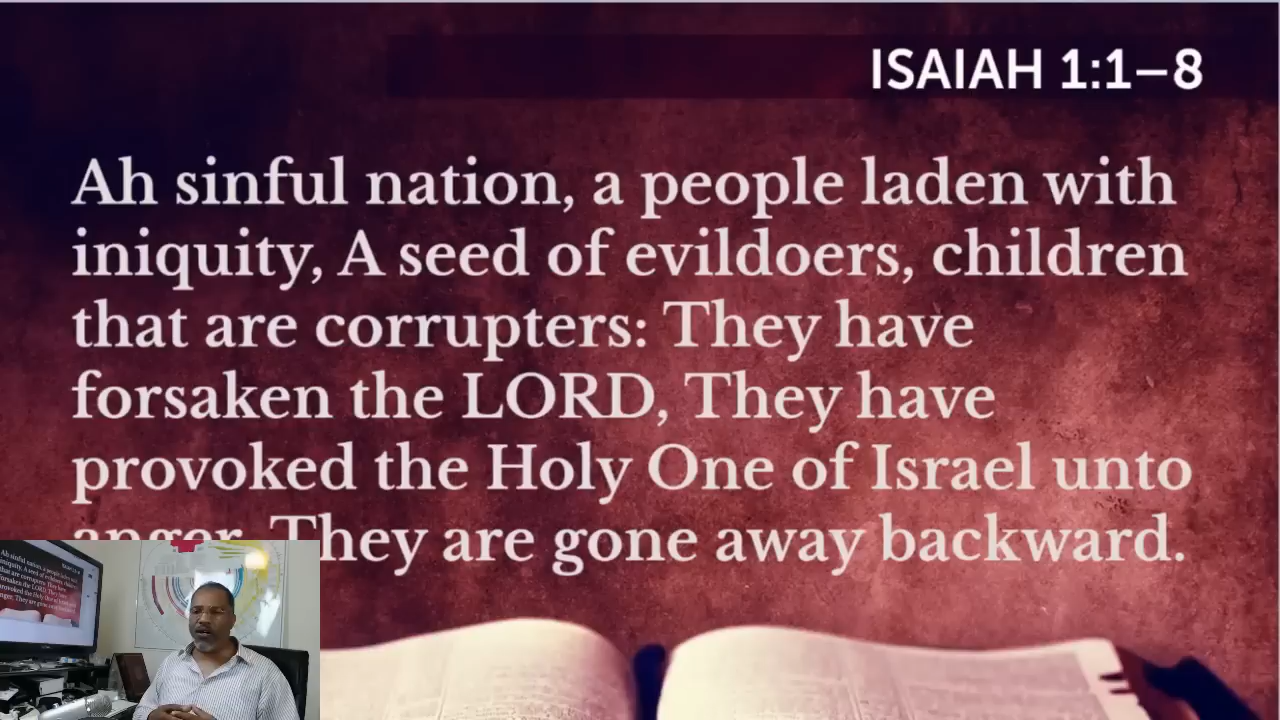 ISAIAH 1:1–8
Ah sinful nation, a people laden with
iniquity, A seed of evildoers, children
that are corrupters: They have
forsaken the LORD, They have
provoked the Holy One of Israel unto
anger, They are gone away backward.